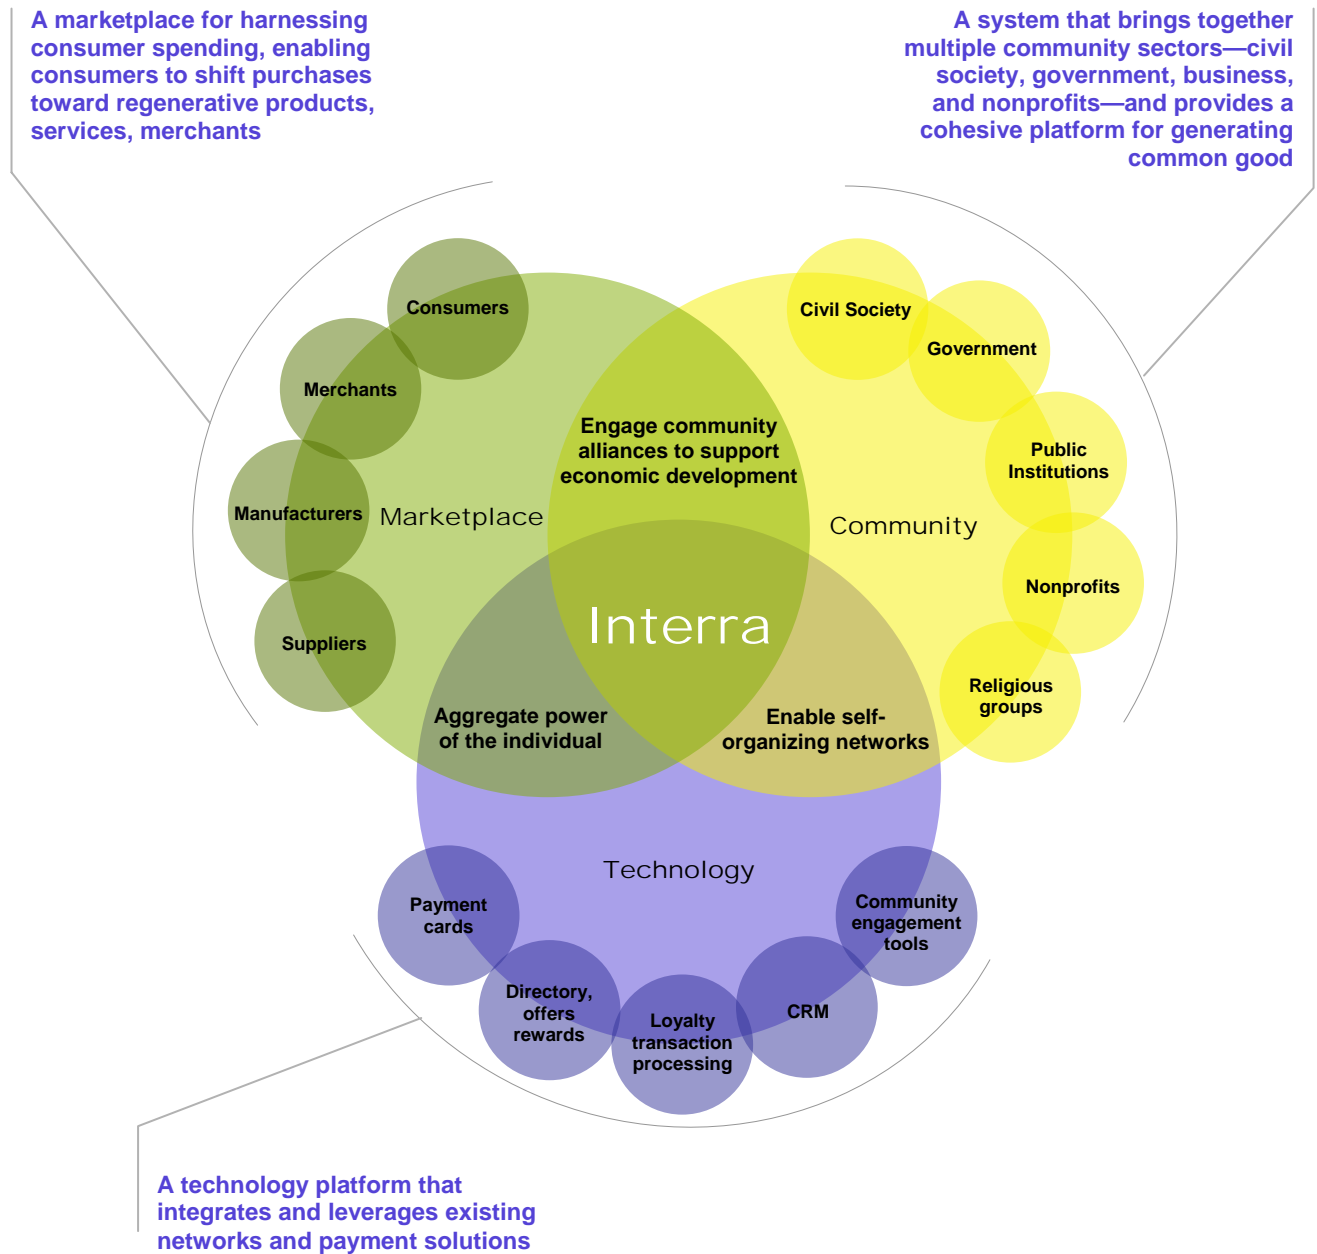 A marketplace for harnessing
consumer spending, enabling
consumers to shift purchases
toward regenerative products,
services, merchants
A system that brings together
multiple community sectors—civil
society, government, business,
and nonprofits—and provides a
cohesive platform for generating
common good
Consumers
Merchants
Manufacturers
Suppliers
Marketplace
Engage community
alliances to support
economic development
Civil Society
Government
Public
Institutions
Nonprofits
Religious
groups
Community
Interra
Aggregate power
of the individual
Enable self-
organizing networks
Technology
Payment
cards
Directory,
offers
rewards
Loyalty
transaction
processing
CRM
Community
engagement
tools
A technology platform that
integrates and leverages existing
networks and payment solutions